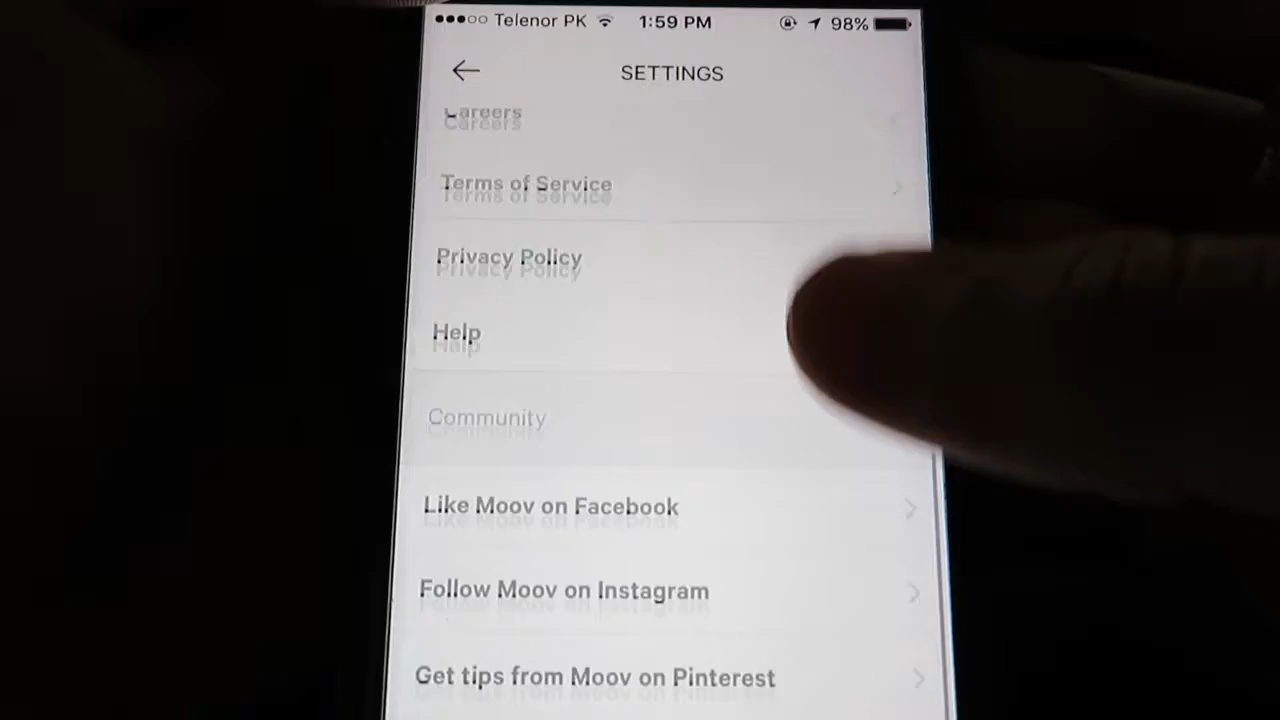 Telenor PK 1:59 PM 98%
SETTINGS
Careers
Terms of Service
Privacy Policy
Help
Community
Like Moov on Facebook
Follow Moov on Instagram
Get tips from Moov on Pinterest